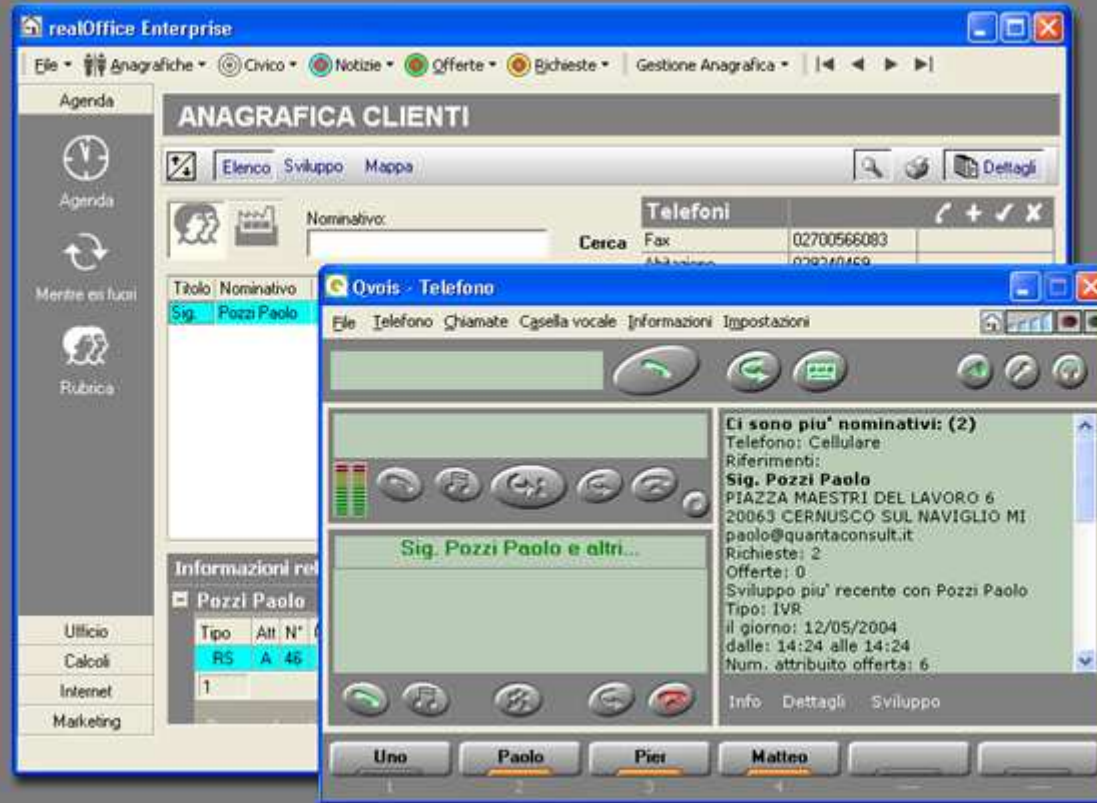 realOffice Enterprise
File Anagrafiche Civico Notizie Offerte Richieste Gestione Anagrafica
Agenda
ANAGRAFICA CLIENTI
Elenco Sviluppo Mappa Dettagli
Agenda
Mentre eri fuori
Rubrica
Nominativo:
Cerca
Telefoni
Fax 02700566083
Abitazione 028240469
Titolo Nominativo
Sig. Pozzi Paolo
Informazioni rel
Pozzi Paolo
Tipo Att N°
RS A 46
1
Ufficio
Calcoli
Internet
Marketing
Qvois - Telefono
File Telefono Chiamate Casella vocale Informazioni Impostazioni
Sig. Pozzi Paolo e altri...
Ci sono piu' nominativi: (2)
Telefono: Cellulare
Riferimenti:
Sig. Pozzi Paolo
PIAZZA MAESTRI DEL LAVORO 6
20063 CERNUSCO SUL NAVIGLIO MI
paolo@quantaconsult.it
Richieste: 2
Offerte: 0
Sviluppo piu' recente con Pozzi Paolo
Tipo: IVR
il giorno: 12/05/2004
dalle: 14:24 alle 14:24
Num. attribuito offerta: 6
Info Dettagli Sviluppo
Uno Paolo Pier Matteo
1 2 3 4